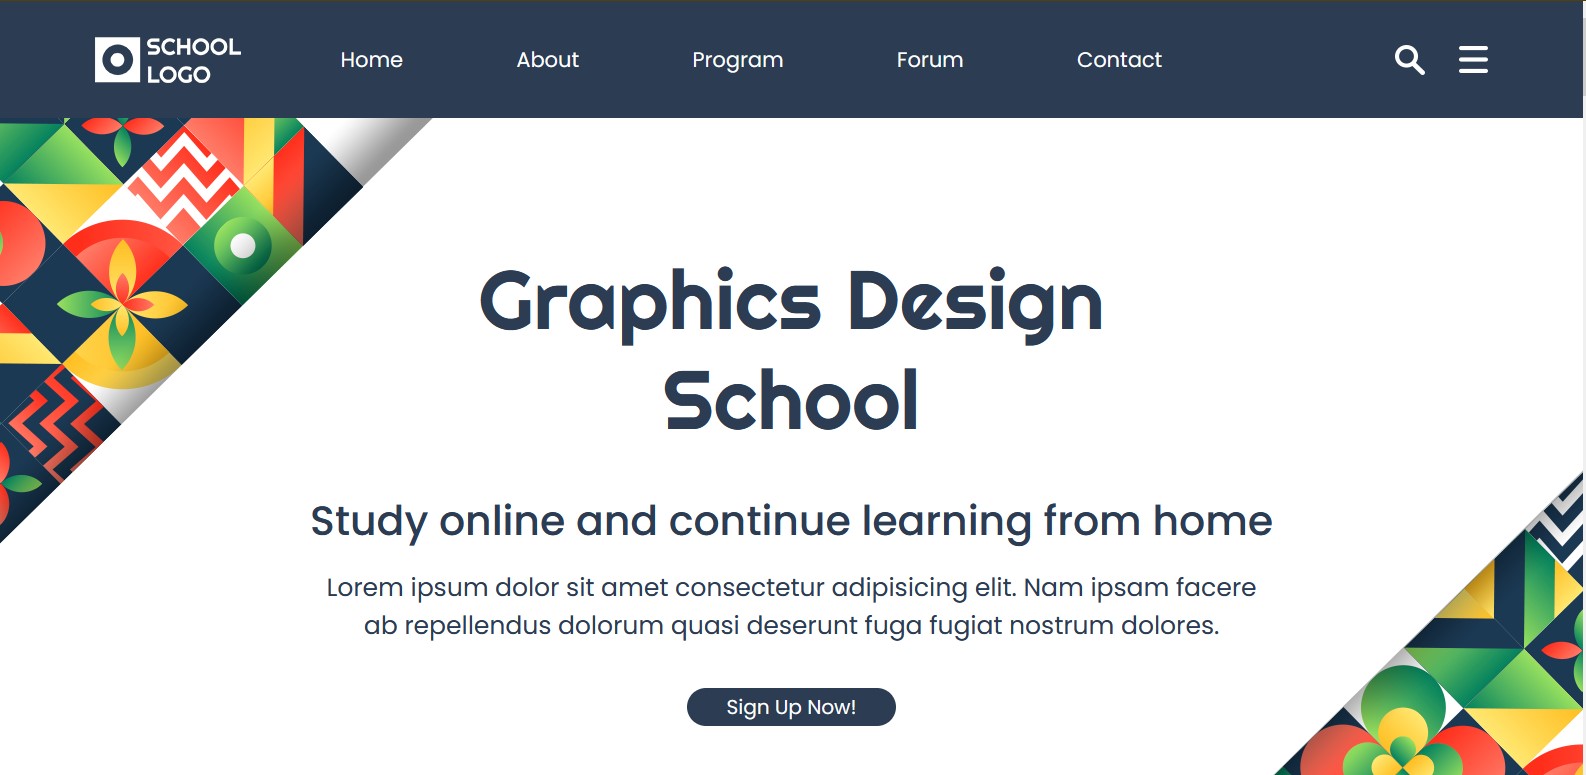 SCHOOL
LOGO
Home About Program Forum Contact
Graphics Design
School
Study online and continue learning from home
Lorem ipsum dolor sit amet consectetur adipisicing elit. Nam ipsam facere
ab repellendus dolorum quasi deserunt fuga fugiat nostrum dolores.
Sign Up Now!